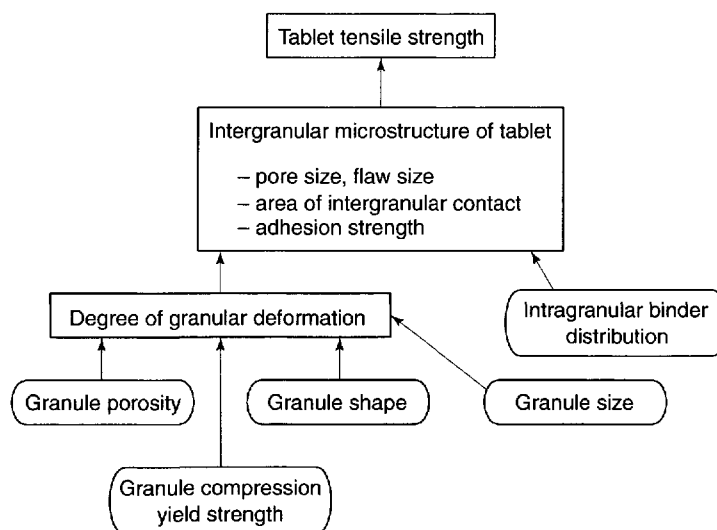 Tablet tensile strength
Intergranular microstructure of tablet
– pore size, flaw size
– area of intergranular contact
– adhesion strength
Degree of granular deformation
Intragranular binder
distribution
Granule porosity
Granule shape
Granule size
Granule compression
yield strength